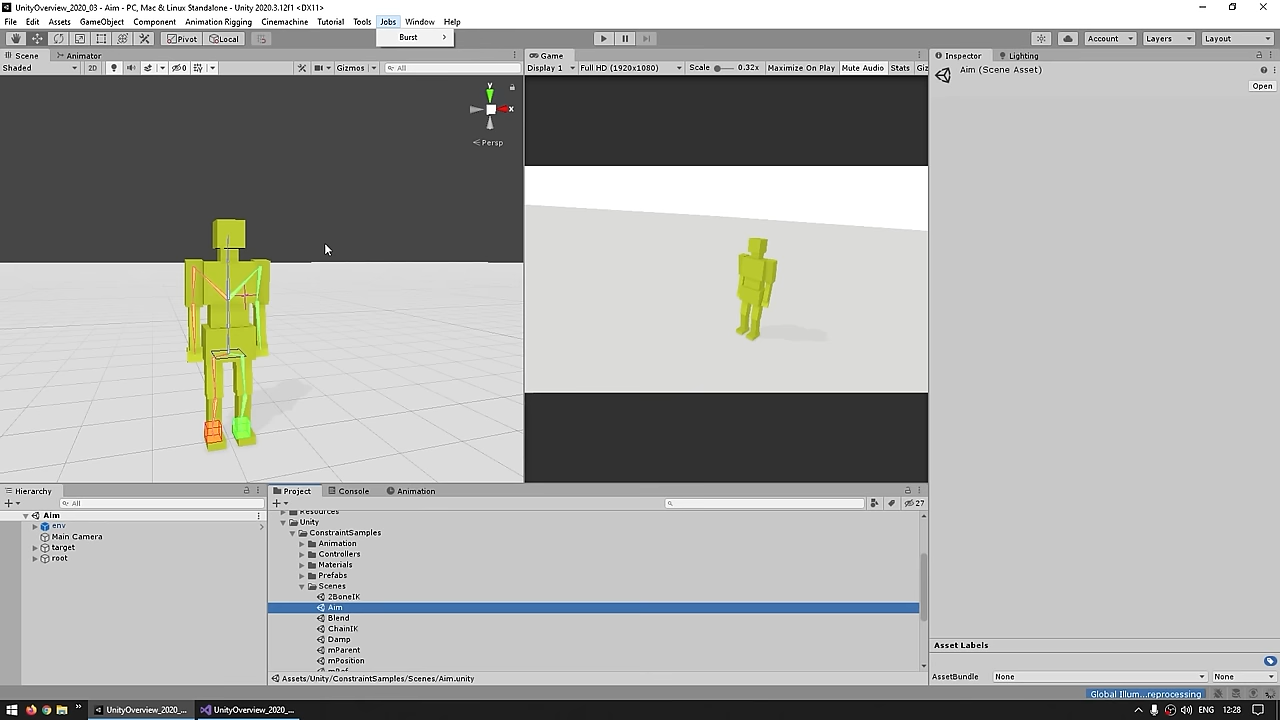 UnityOverview_2020_03 - Aim - PC, Mac & Linux Standalone - Unity 2020.3.12f1 <DX11>
File Edit Assets GameObject Component Animation Rigging Cinemachine Tutorial Tools Jobs Window Help
Burst
Pivot Local
Account Layers Layout
Scene Animator
Shaded 2D 0 Gizmos All
y
x
Persp
Game
Display 1 Full HD (1920x1080) Scale 0.32x Maximize On Play Mute Audio Stats Giz
Inspector Lighting
Aim (Scene Asset)
Open
Hierarchy
All
Aim
env
Main Camera
target
root
Project Console Animation
27
Resources
Unity
ConstraintSamples
Animation
Controllers
Materials
Prefabs
Scenes
2BoneIK
Aim
Blend
ChainIK
Damp
mParent
mPosition
Assets/Unity/ConstraintSamples/Scenes/Aim.unity
Asset Labels
AssetBundle None None
Global Illum...reprocessing
UnityOverview_2020_... UnityOverview_2020_...
ENG 12:28